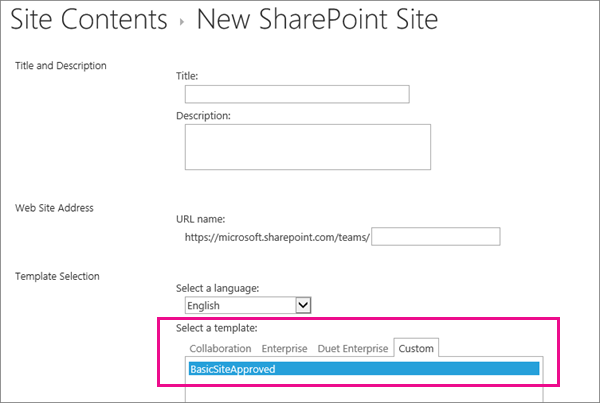 Site Contents › New SharePoint Site
Title and Description
Title:
Description:
Web Site Address
URL name:
https://microsoft.sharepoint.com/teams/
Template Selection
Select a language:
English
Select a template:
Collaboration Enterprise Duet Enterprise Custom
BasicSiteApproved